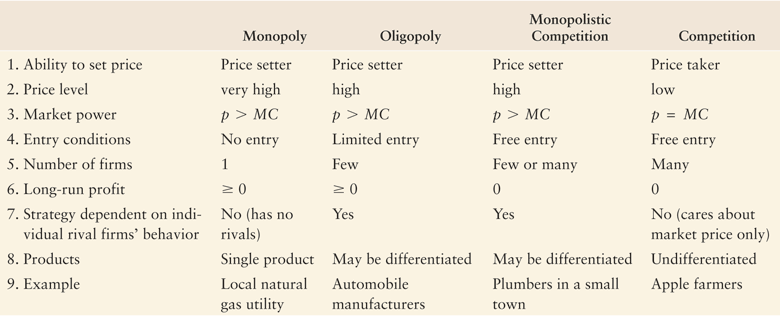 Monopoly Oligopoly Monopolistic Competition Competition
1. Ability to set price Price setter Price setter Price setter Price taker
2. Price level very high high high low
3. Market power p > MC p > MC p > MC p = MC
4. Entry conditions No entry Limited entry Free entry Free entry
5. Number of firms 1 Few Few or many Many
6. Long-run profit ≥ 0 ≥ 0 0 0
7. Strategy dependent on indi- No (has no Yes Yes No (cares about
vidual rival firms' behavior rivals) market price only)
8. Products Single product May be differentiated May be differentiated Undifferentiated
9. Example Local natural Automobile Plumbers in a small Apple farmers
gas utility manufacturers town